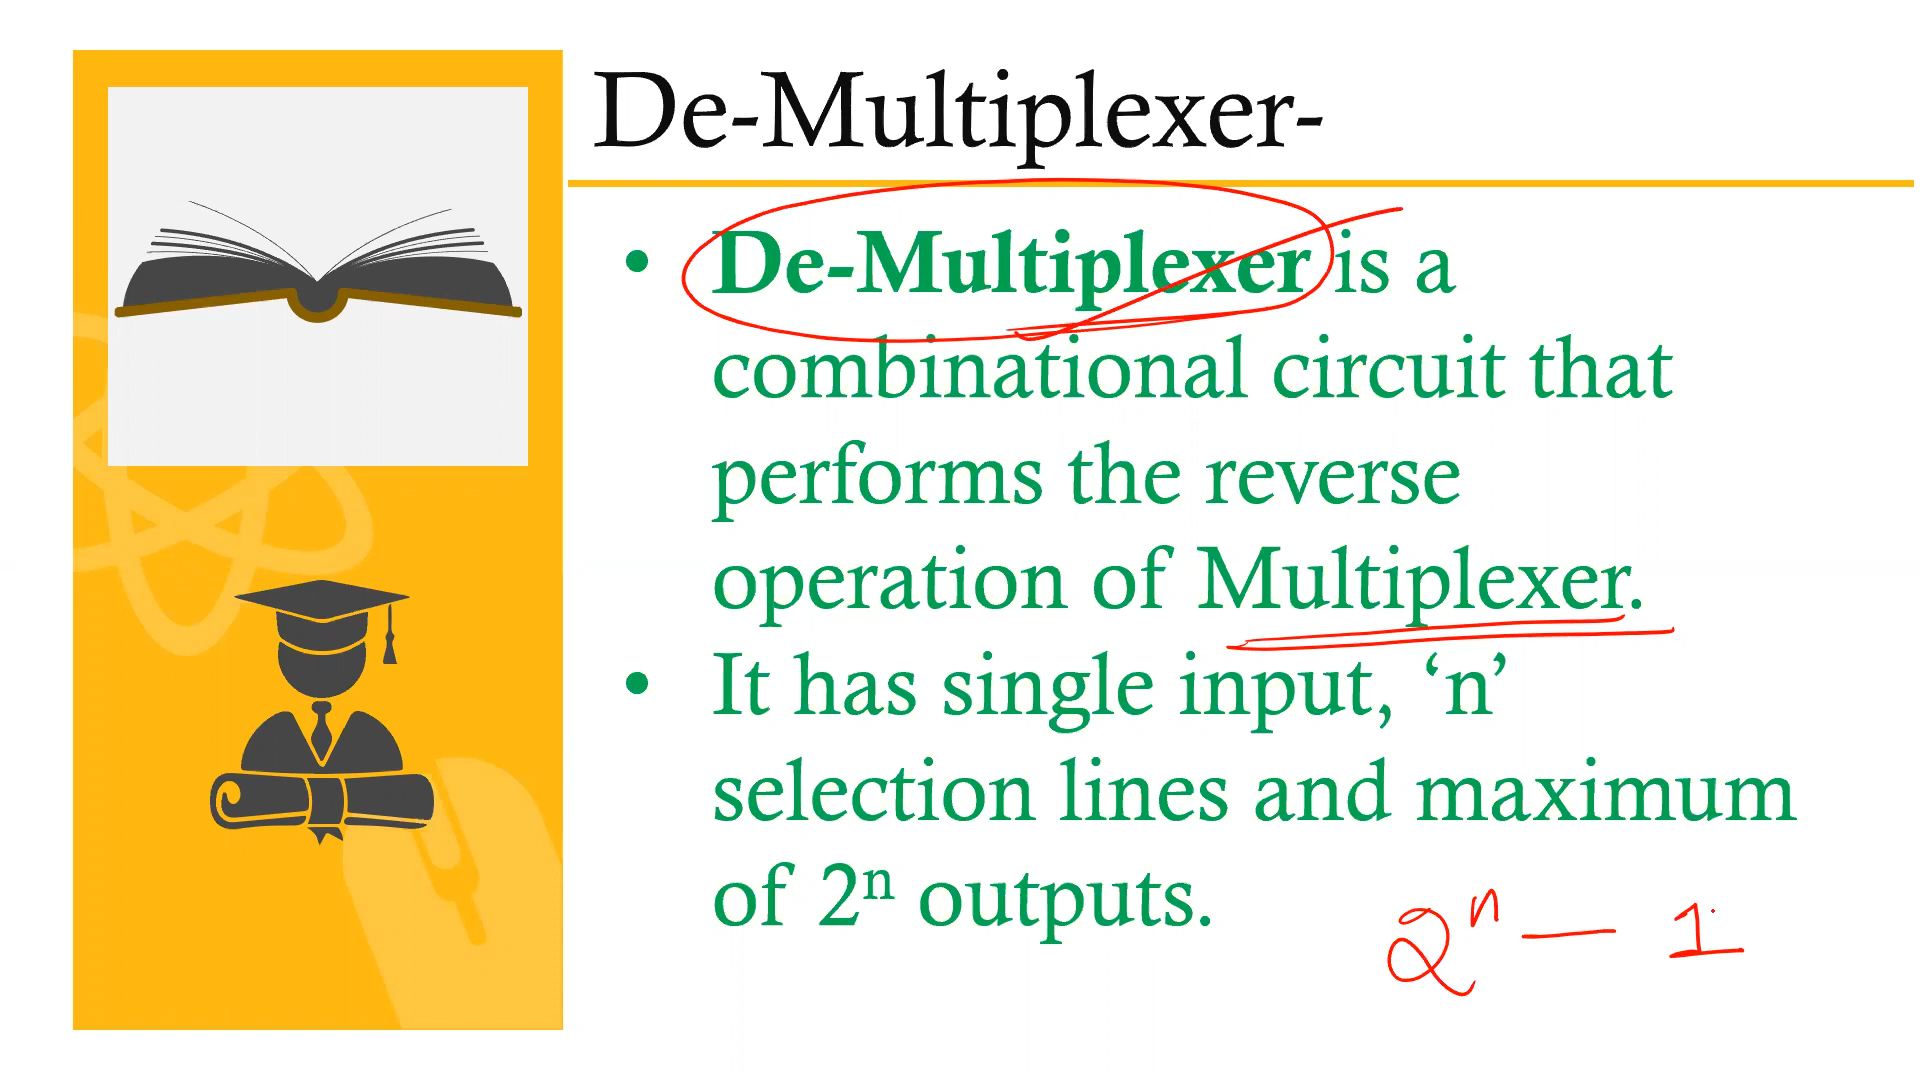 De-Multiplexer-
• De-Multiplexer is a
combinational circuit that
performs the reverse
operation of Multiplexer.
• It has single input, ‘n’
selection lines and maximum
of 2ⁿ outputs.
2ⁿ — 1